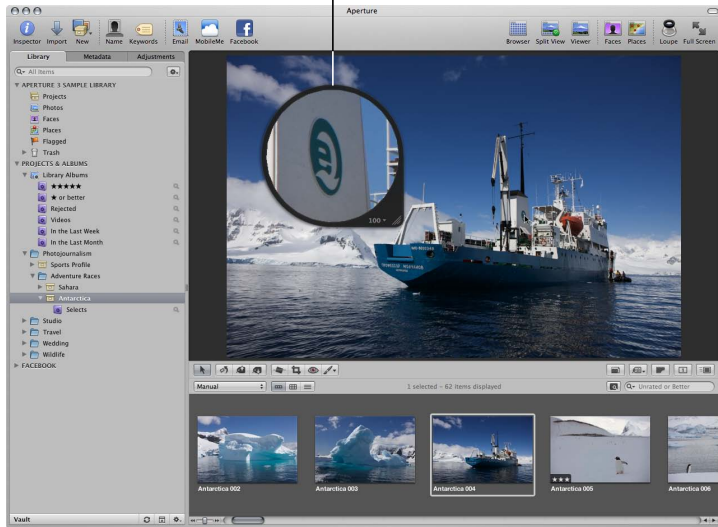 Aperture
Inspector Import New Name Keywords Email MobileMe Facebook Browser Split View Viewer Faces Places Loupe Full Screen
Library Metadata Adjustments
All Items
APERTURE 3 SAMPLE LIBRARY
Projects
Photos
Faces
Places
Flagged
Trash
PROJECTS & ALBUMS
Library Albums
★★★★★
★ or better
Rejected
Videos
In the Last Week
In the Last Month
Photojournalism
Sports Profile
Adventure Races
Sahara
Antarctica
Selects
Studio
Travel
Wedding
Wildlife
FACEBOOK
100
Manual
1 selected – 62 items displayed
Unrated or Better
Antarctica 002
Antarctica 003
Antarctica 004
Antarctica 005
Antarctica 006
Vault